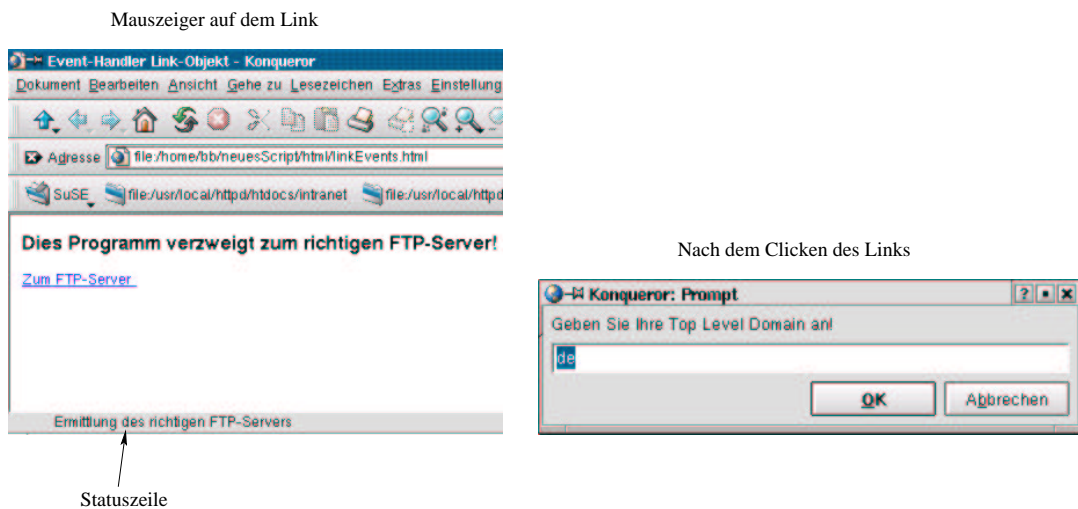 Mauszeiger auf dem Link
Event-Handler Link-Objekt - Konqueror
Dokument Bearbeiten Ansicht Gehe zu Lesezeichen Extras Einstellung
Adresse file:/home/bb/neuesScript/html/linkEvents.html
SuSE file:/usr/local/httpd/htdocs/intranet file:/usr/local/httpd
Dies Programm verzweigt zum richtigen FTP-Server!
Zum FTP-Server
Ermittlung des richtigen FTP-Servers
Statuszeile
Nach dem Clicken des Links
Konqueror: Prompt
Geben Sie Ihre Top Level Domain an!
de
OK Abbrechen